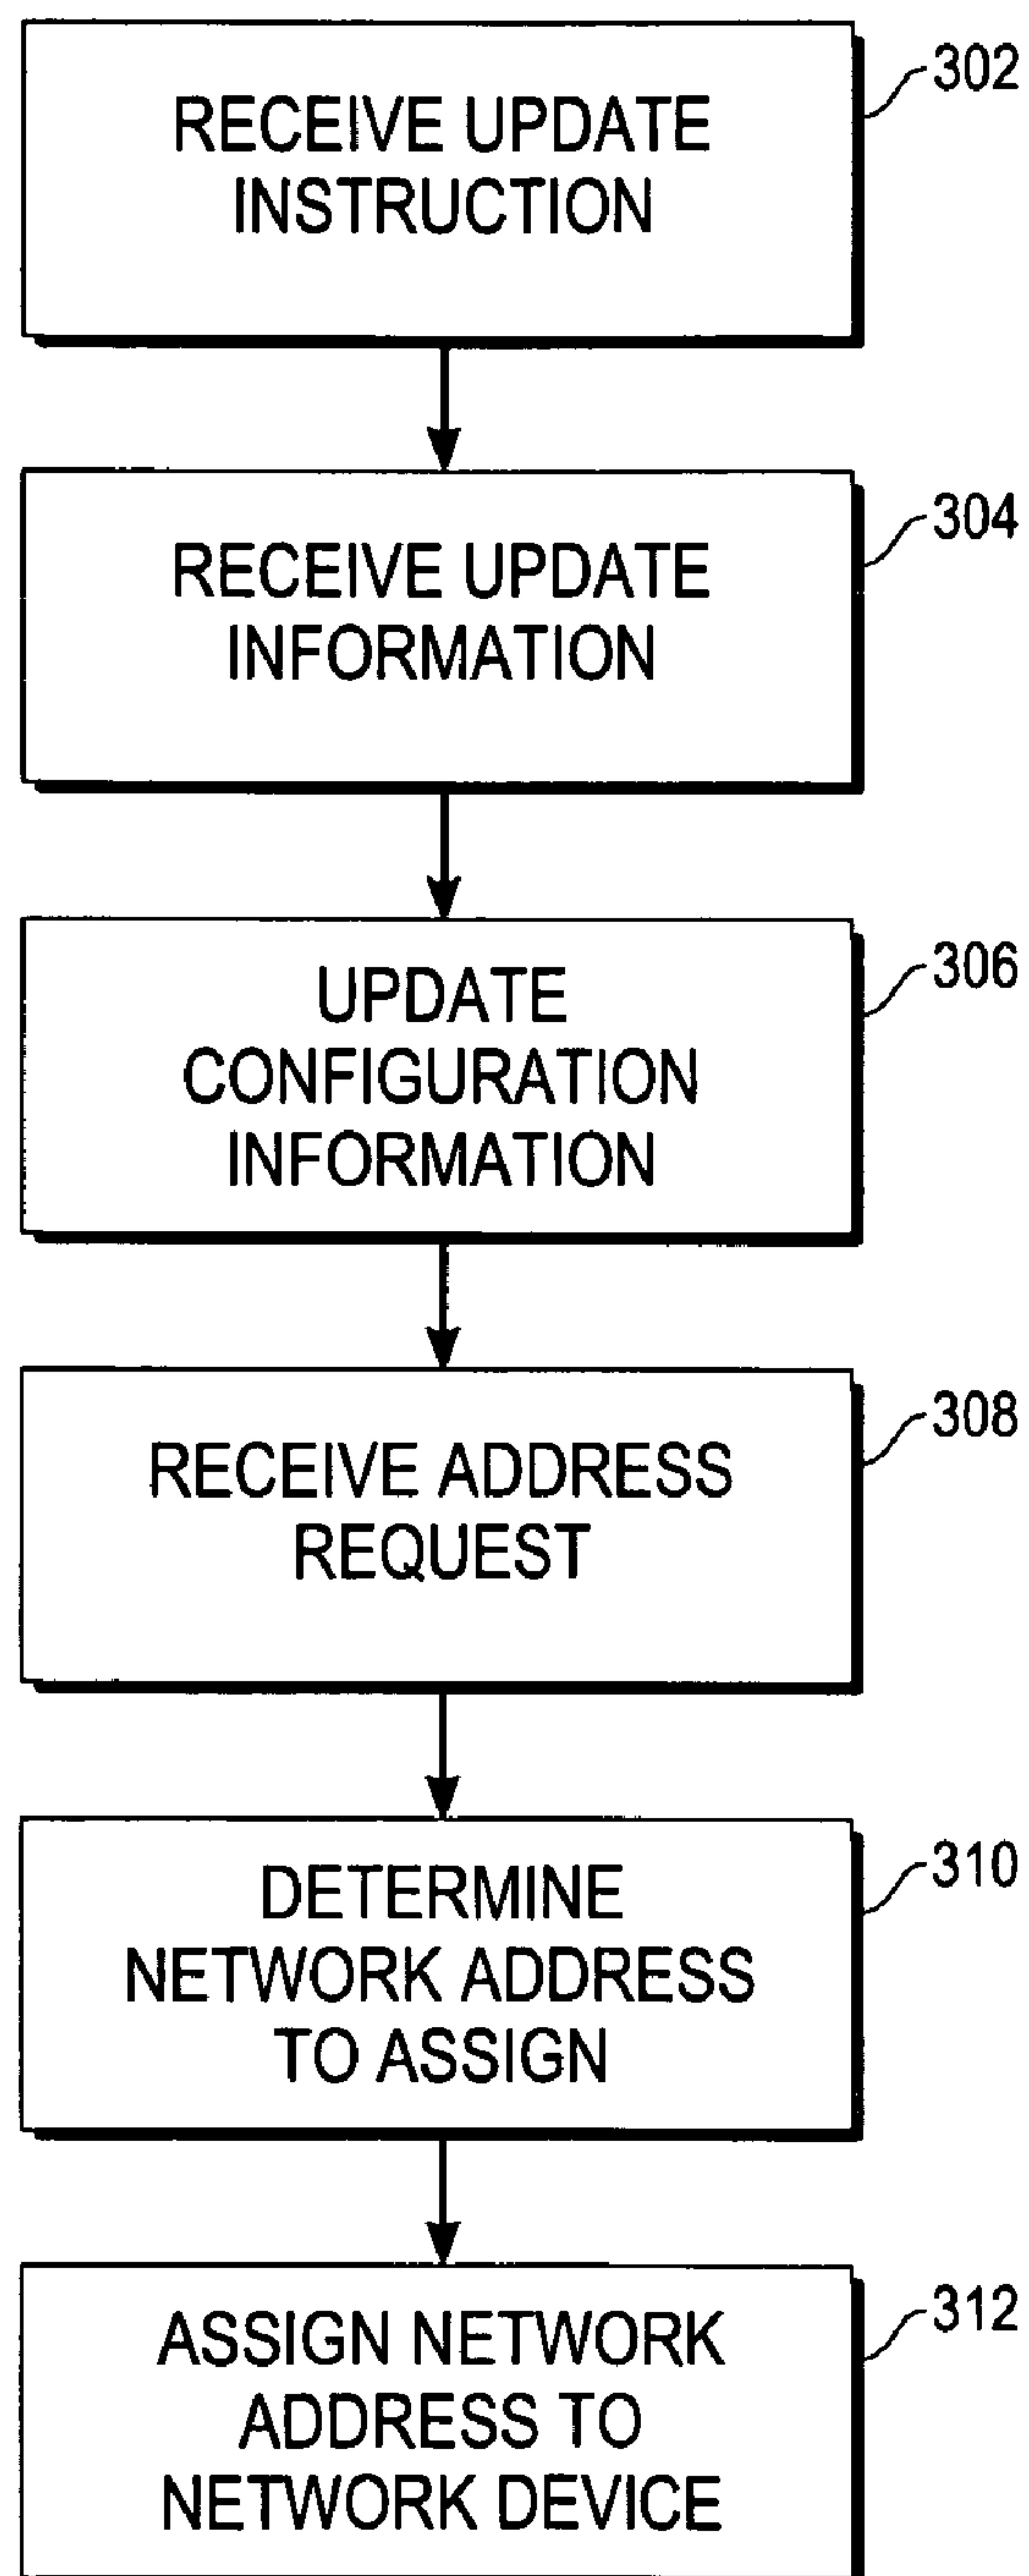 RECEIVE UPDATE
INSTRUCTION
302
RECEIVE UPDATE
INFORMATION
304
UPDATE
CONFIGURATION
INFORMATION
306
RECEIVE ADDRESS
REQUEST
308
DETERMINE
NETWORK ADDRESS
TO ASSIGN
310
ASSIGN NETWORK
ADDRESS TO
NETWORK DEVICE
312